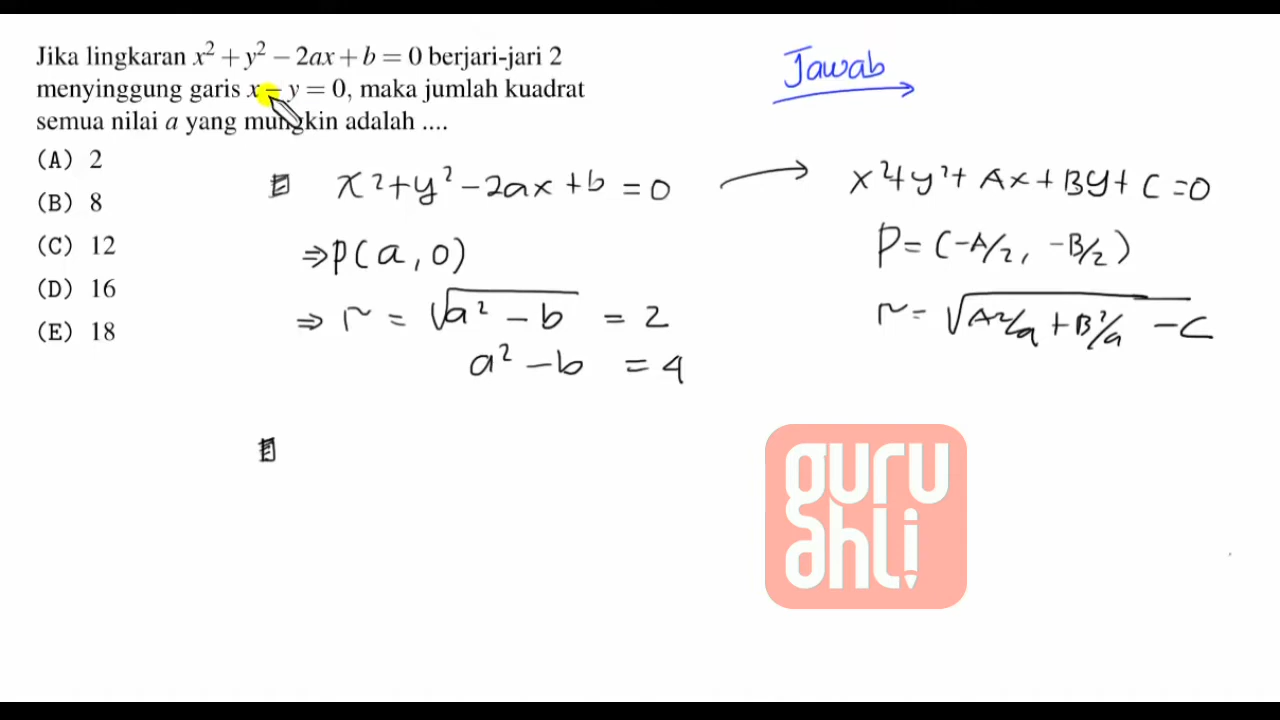 Jika lingkaran x² + y² − 2ax + b = 0 berjari-jari 2
menyinggung garis x − y = 0, maka jumlah kuadrat
semua nilai a yang mungkin adalah ....
(A) 2
(B) 8
(C) 12
(D) 16
(E) 18
Jawab
x² + y² − 2ax + b = 0
⇒ P(a, 0)
⇒ r = √(a² − b) = 2
a² − b = 4
x² + y² + Ax + By + C = 0
P = (−A/2, −B/2)
r = √(A²/4 + B²/4 − C)
guru
ahli